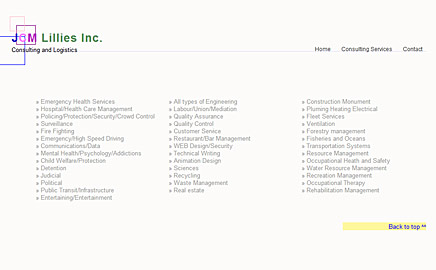 J&M Lillies Inc.
Consulting and Logistics
Home Consulting Services Contact
» Emergency Health Services
» Hospital/Health Care Management
» Policing/Protection/Security/Crowd Control
» Surveillance
» Fire Fighting
» Emergency/High Speed Driving
» Communications/Data
» Mental Health/Psychology/Addictions
» Child Welfare/Protection
» Detention
» Judicial
» Political
» Public Transit/Infrastructure
» Entertaining/Entertainment
» All types of Engineering
» Labour/Union/Mediation
» Quality Assurance
» Quality Control
» Customer Service
» Restaurant/Bar Management
» WEB Design/Security
» Technical Writing
» Animation Design
» Sciences
» Recycling
» Waste Management
» Real estate
» Construction Monument
» Pluming Heating Electrical
» Fleet Services
» Ventilation
» Forestry management
» Fisheries and Oceans
» Transportation Systems
» Resource Management
» Occupational Heath and Safety
» Water Resource Management
» Recreation Management
» Occupational Therapy
» Rehabilitation Management
Back to top ^^